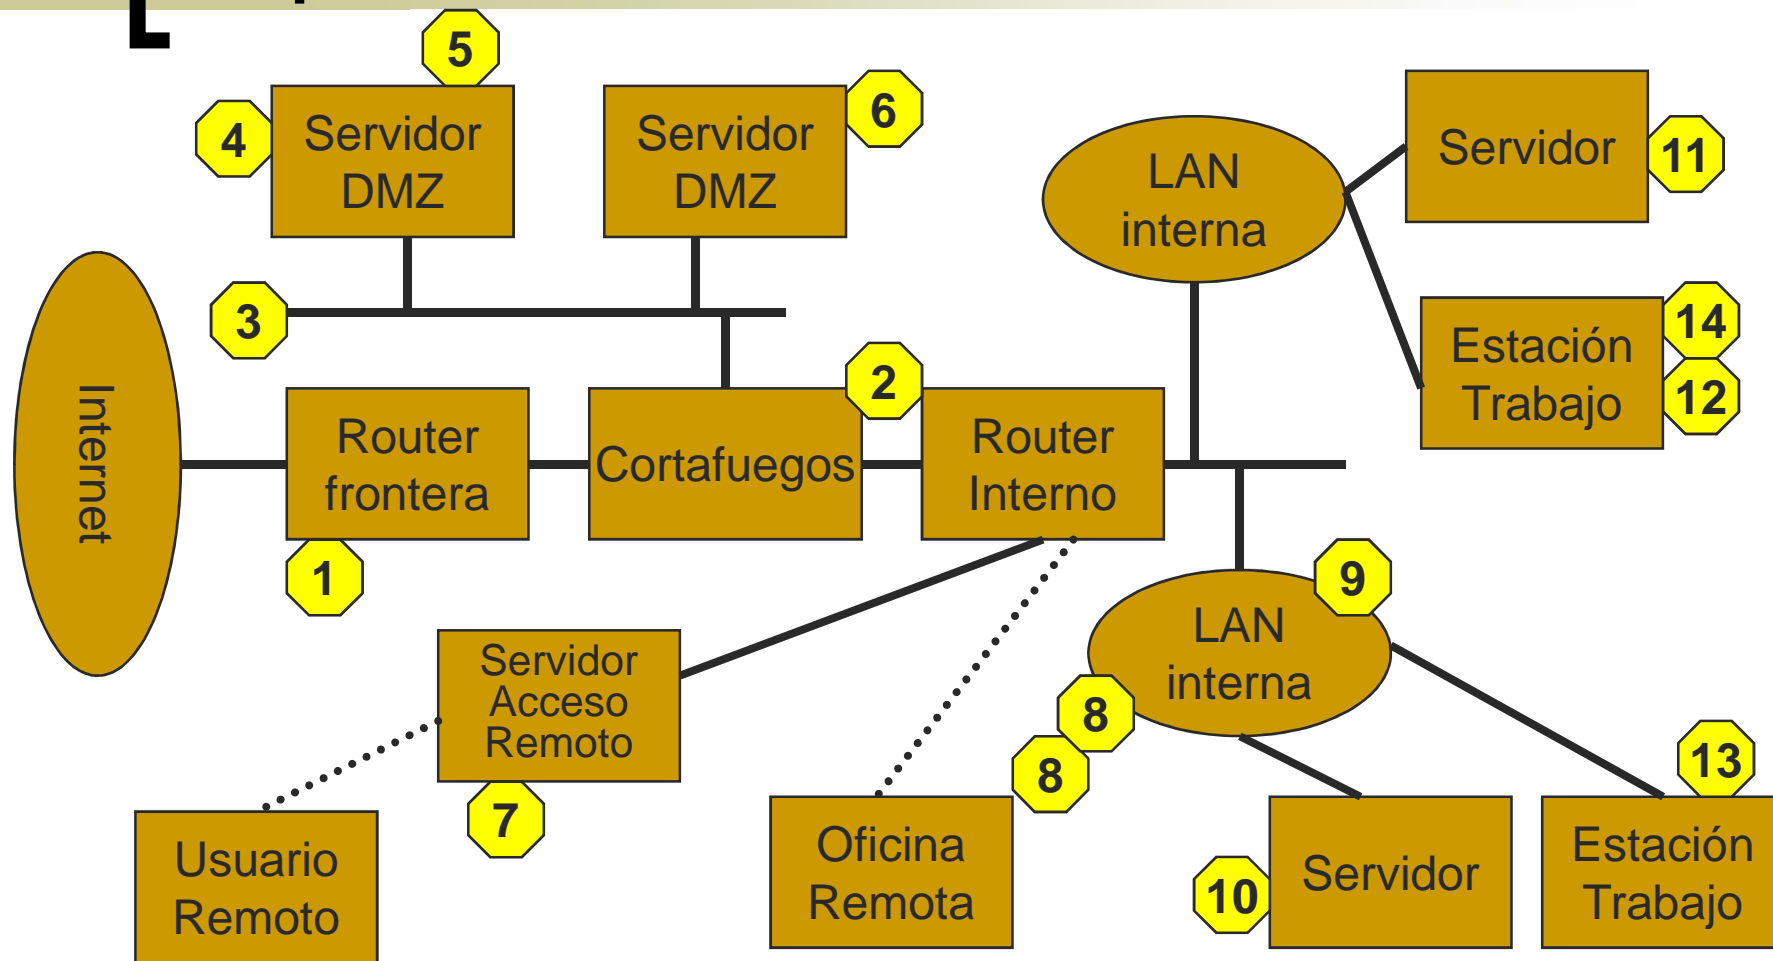 5
4
Servidor
DMZ
Servidor
DMZ
6
LAN
interna
Servidor
11
3
Internet
Router
frontera
1
Cortafuegos
2
Router
Interno
Estación
Trabajo
14
12
9
LAN
interna
8
8
Servidor
Acceso
Remoto
7
Usuario
Remoto
Oficina
Remota
10
Servidor
13
Estación
Trabajo